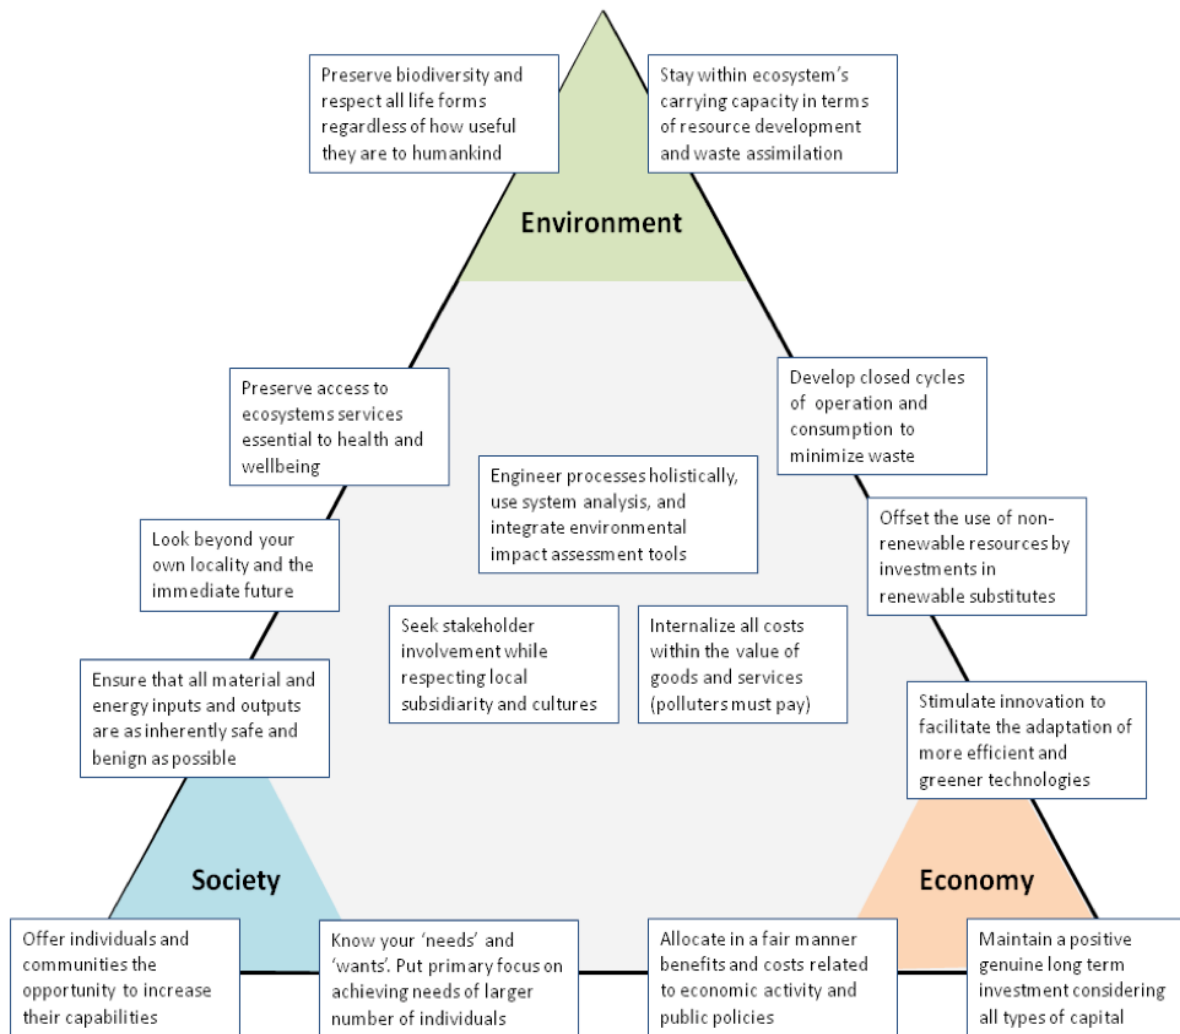 Preserve biodiversity and
respect all life forms
regardless of how useful
they are to humankind
Stay within ecosystem's
carrying capacity in terms
of resource development
and waste assimilation
Environment
Preserve access to
ecosystems services
essential to health and
wellbeing
Develop closed cycles
of operation and
consumption to
minimize waste
Engineer processes holistically,
use system analysis, and
integrate environmental
impact assessment tools
Look beyond your
own locality and the
immediate future
Offset the use of non-
renewable resources by
investments in
renewable substitutes
Seek stakeholder
involvement while
respecting local
subsidiarity and cultures
Internalize all costs
within the value of
goods and services
(polluters must pay)
Ensure that all material and
energy inputs and outputs
are as inherently safe and
benign as possible
Stimulate innovation to
facilitate the adaptation of
more efficient and
greener technologies
Society
Economy
Offer individuals and
communities the
opportunity to increase
their capabilities
Know your 'needs' and
'wants'. Put primary focus on
achieving needs of larger
number of individuals
Allocate in a fair manner
benefits and costs related
to economic activity and
public policies
Maintain a positive
genuine long term
investment considering
all types of capital